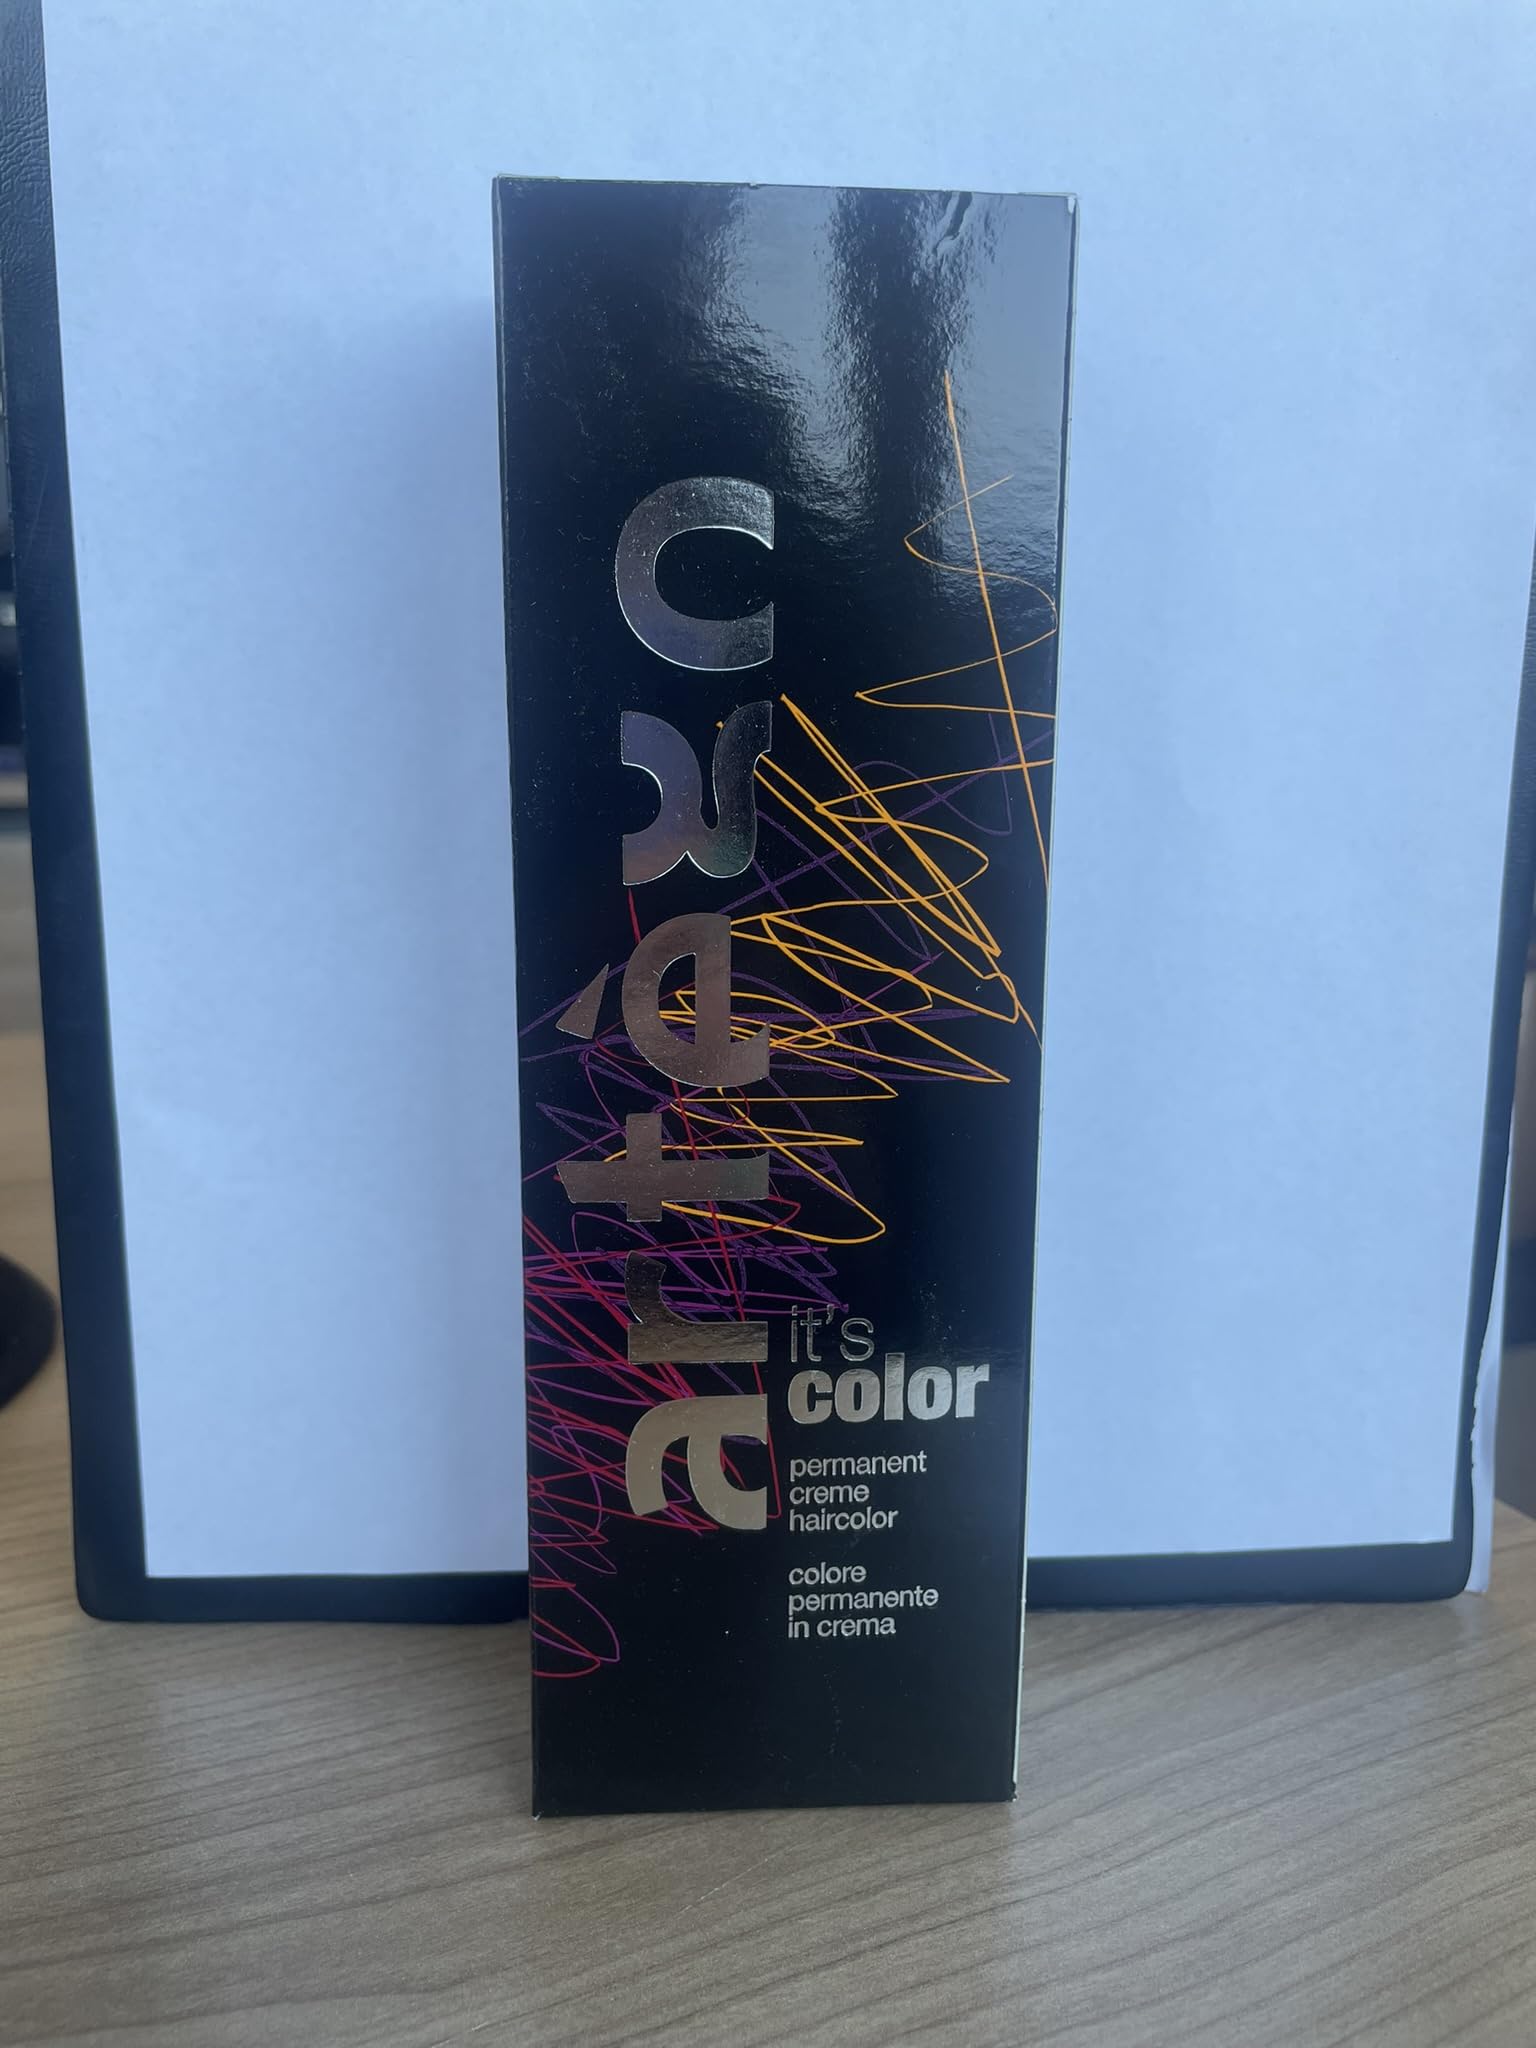 artègo
it's
color
permanent
creme
haircolor
colore
permanente
in crema